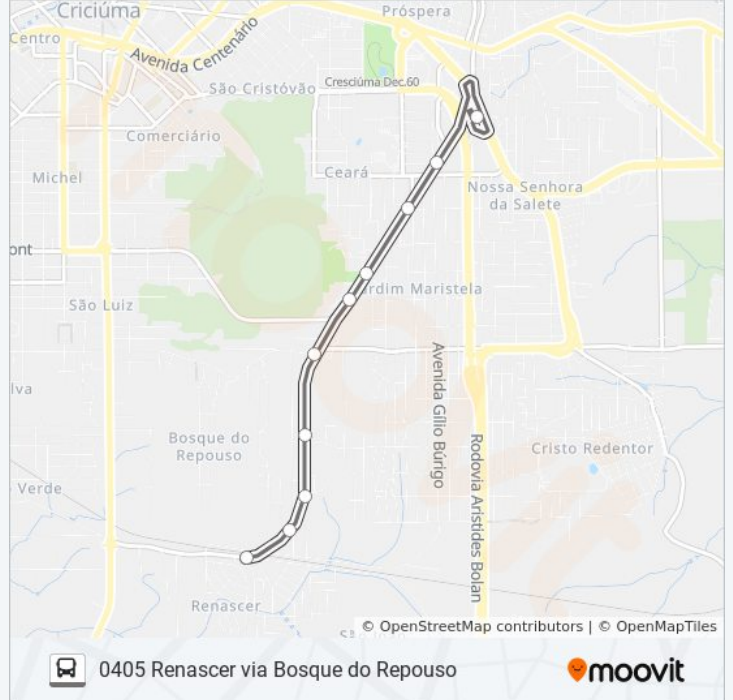 Criciúma
Próspera
Centro
Avenida Centenário
São Cristóvão
Cresciúma Dec.60
Comerciário
Ceará
Michel
Nossa Senhora
da Salete
ont
ardim Maristela
São Luiz
Avenida Gílio Búrigo
lva
Bosque do
Repouso
Rodovia Aristides Bolan
Cristo Redentor
Verde
Renascer
© OpenStreetMap contributors | © OpenMapTiles
0405 Renascer via Bosque do Repouso
moovit